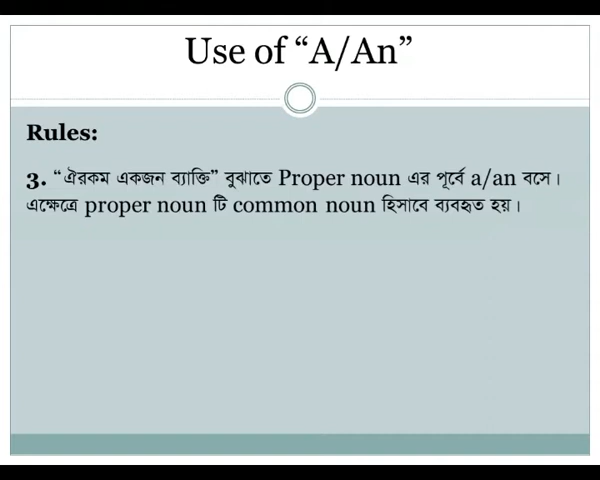 Use of “A/An”
Rules:
3. “ঐরকম একজন ব্যাক্তি” বুঝাতে Proper noun এর পূর্বে a/an বসে।
এক্ষেত্রে proper noun টি common noun হিসাবে ব্যবহৃত হয়।